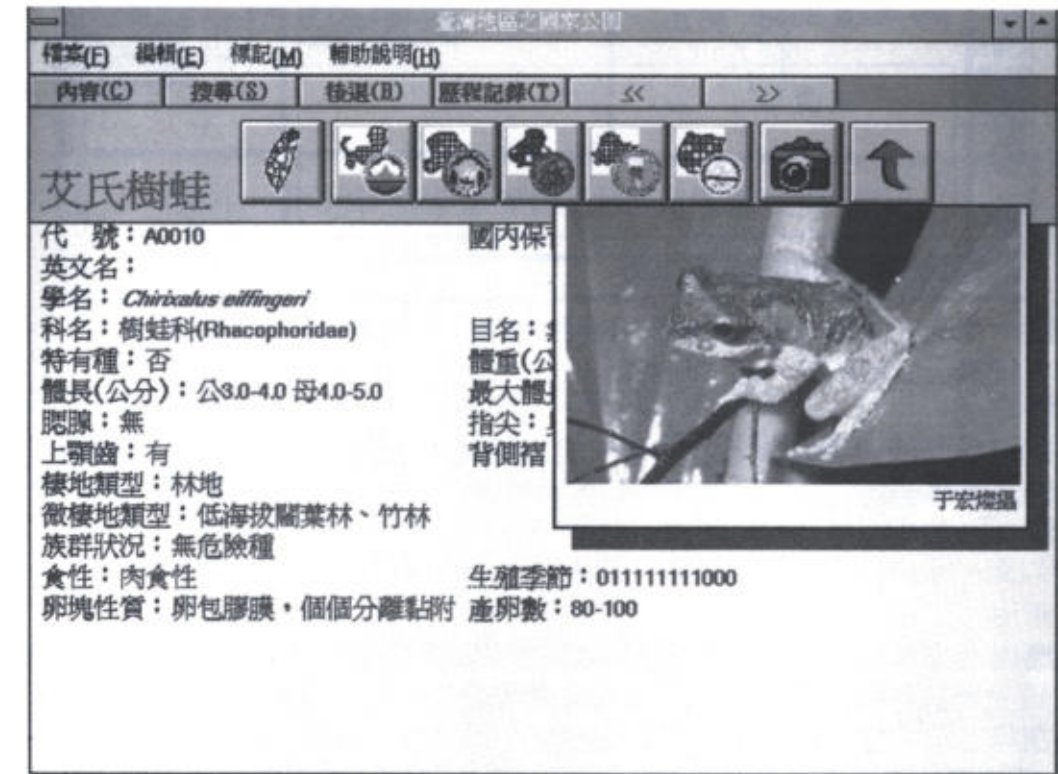 臺灣地區之國家公園
檔案(F) 編輯(E) 標記(M) 輔助說明(H)
內容(C) 搜尋(S) 後退(B) 歷程記錄(T) << >>
艾氏樹蛙
代 號：A0010 國內保
英文名：
學名：Chirixalus eiffingeri
科名：樹蛙科(Rhacophoridae) 目名：
特有種：否 體重(公
體長(公分)：公3.0-4.0 母4.0-5.0 最大體
腮腺：無 指尖：
上顎齒：有 背側褶
棲地類型：林地
微棲地類型：低海拔闊葉林、竹林
族群狀況：無危險種
食性：肉食性 生殖季節：011111111000
卵塊性質：卵包膠膜，個個分離黏附 產卵數：80-100
于宏燦攝